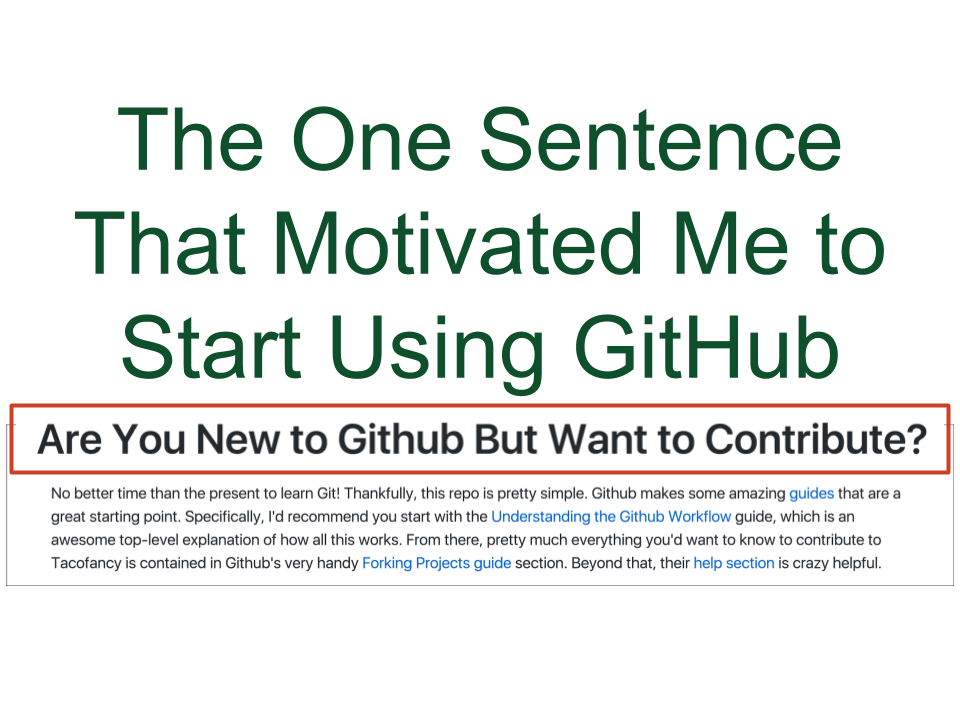 The One Sentence
That Motivated Me to
Start Using GitHub
Are You New to Github But Want to Contribute?
No better time than the present to learn Git! Thankfully, this repo is pretty simple. Github makes some amazing guides that are a
great starting point. Specifically, I'd recommend you start with the Understanding the Github Workflow guide, which is an
awesome top-level explanation of how all this works. From there, pretty much everything you'd want to know to contribute to
Tacofancy is contained in Github's very handy Forking Projects guide section. Beyond that, their help section is crazy helpful.